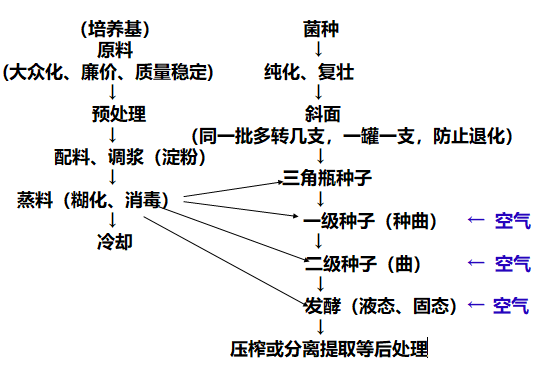 （培养基）
原料
(大众化、廉价、质量稳定)
↓
预处理
↓
配料、调浆（淀粉）
↓
蒸料（糊化、消毒）
↓
冷却
菌种
↓
纯化、复壮
↓
斜面
（同一批多转几支，一罐一支，防止退化）
↓
三角瓶种子
↓
一级种子（种曲） ← 空气
↓
二级种子（曲） ← 空气
↓
发酵（液态、固态） ← 空气
↓
压榨或分离提取等后处理